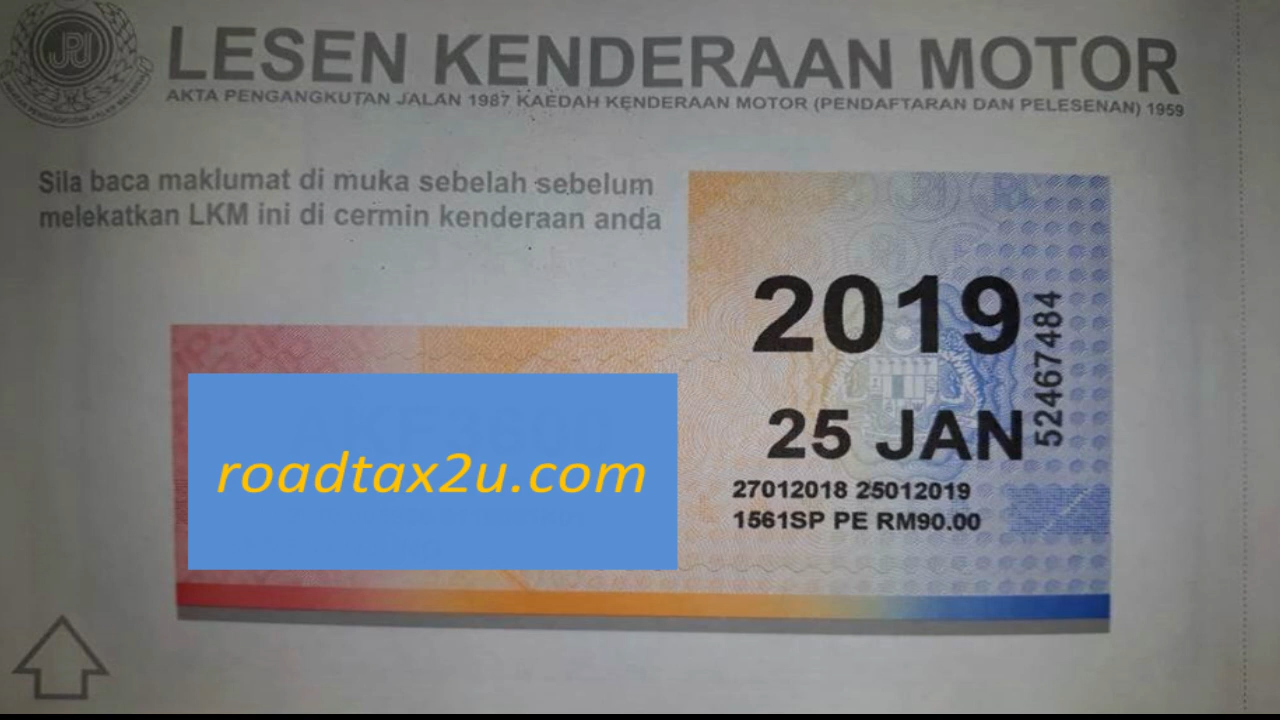 JPJ
LESEN KENDERAAN MOTOR
AKTA PENGANGKUTAN JALAN 1987 KAEDAH KENDERAAN MOTOR (PENDAFTARAN DAN PELESENAN) 1959
Sila baca maklumat di muka sebelah sebelum
melekatkan LKM ini di cermin kenderaan anda
2019
52467484
25 JAN
roadtax2u.com
27012018 25012019
1561SP PE RM90.00